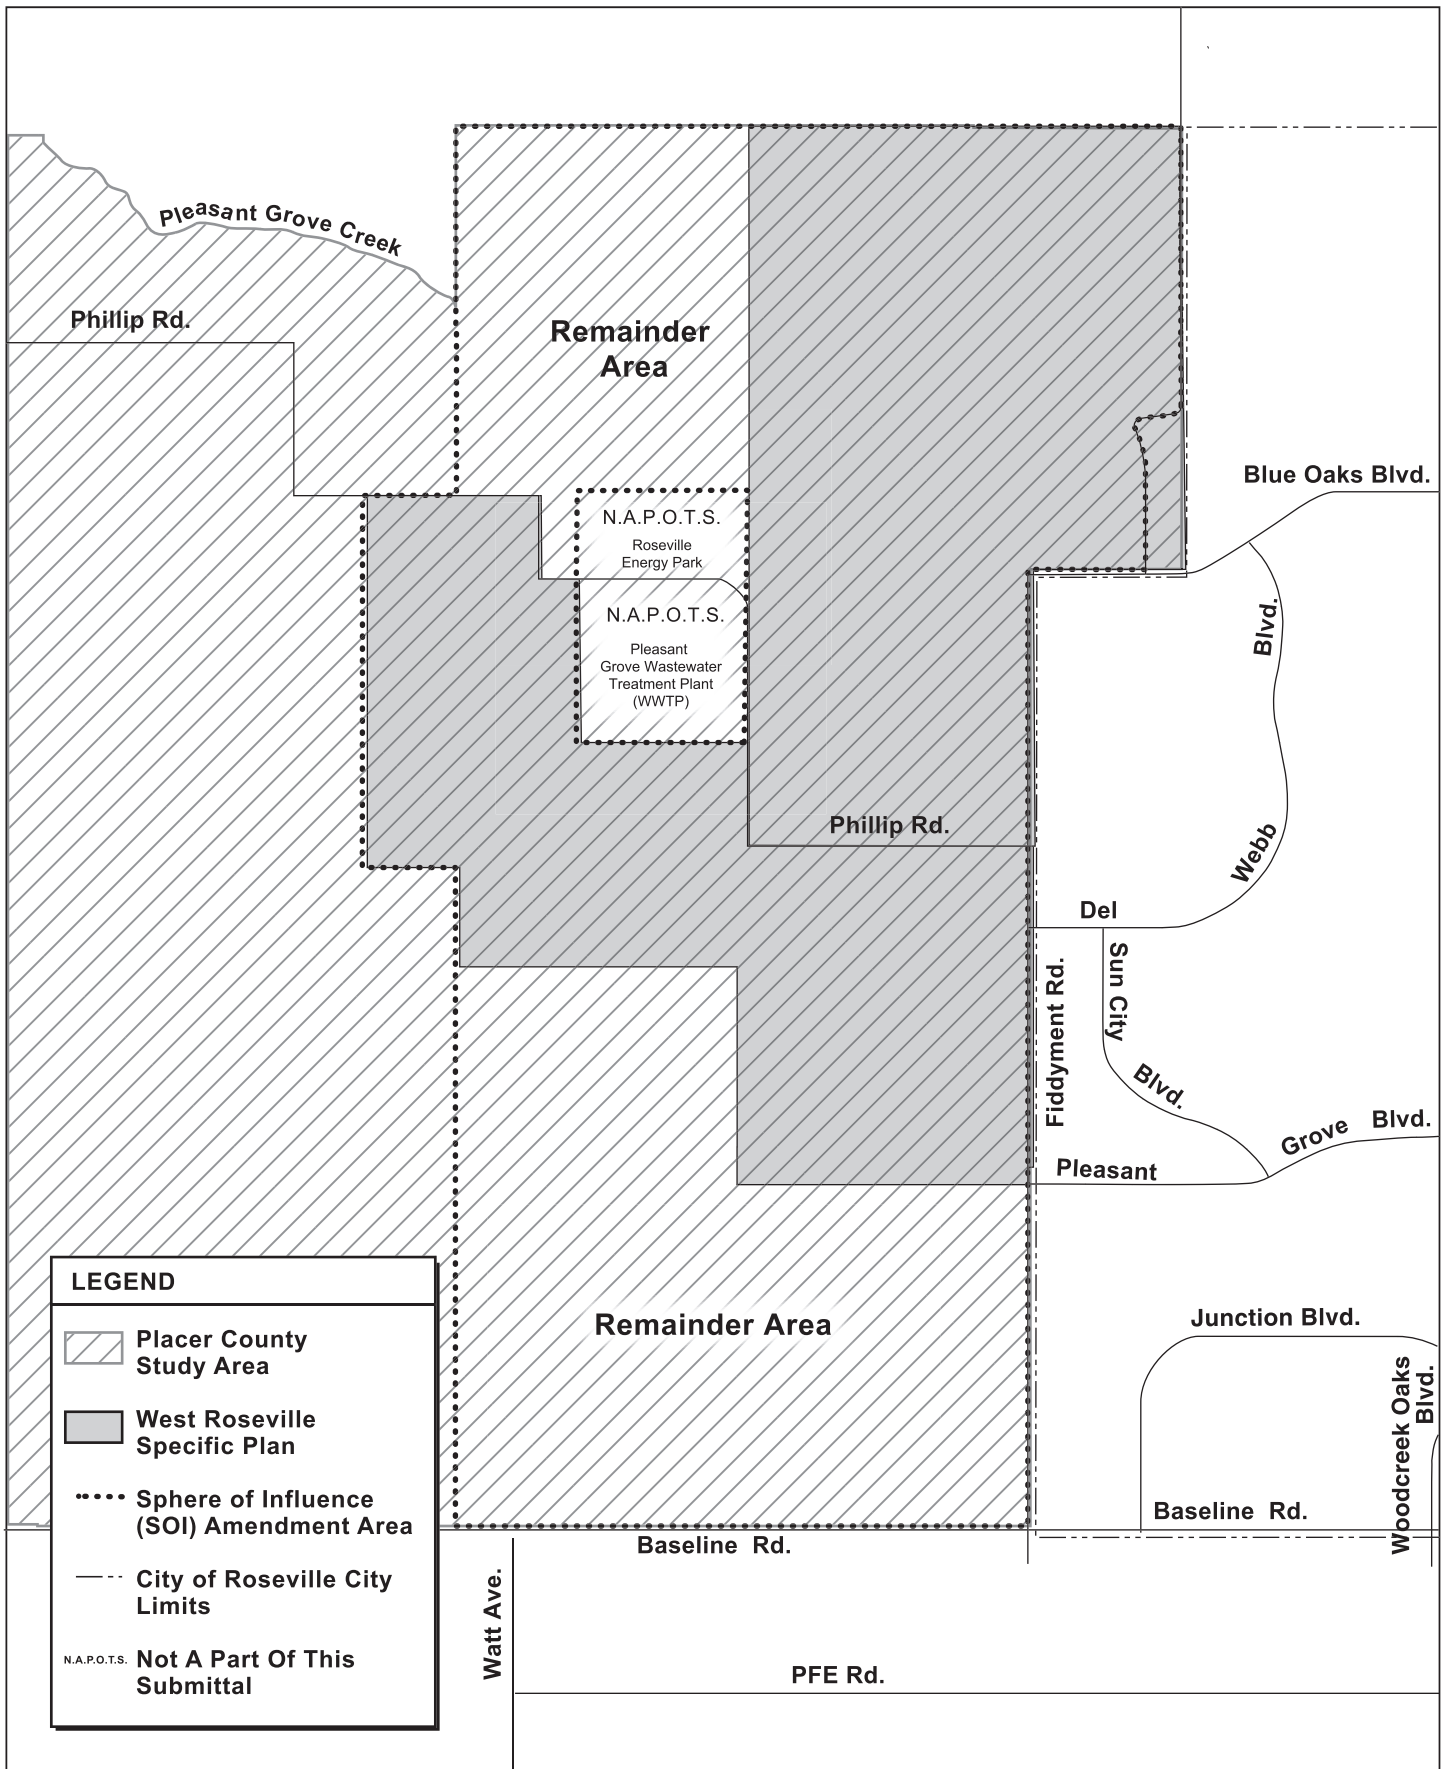 Pleasant Grove Creek
Phillip Rd.
Remainder
Area
Blue Oaks Blvd.
N.A.P.O.T.S.
Roseville
Energy Park
N.A.P.O.T.S.
Pleasant
Grove Wastewater
Treatment Plant
(WWTP)
Blvd.
Webb
Del
Phillip Rd.
Sun City
Blvd.
Fiddyment Rd.
Pleasant
Grove
Blvd.
Remainder Area
Junction Blvd.
Woodcreek Oaks
Blvd.
Baseline Rd.
Baseline Rd.
Watt Ave.
PFE Rd.
LEGEND
Placer County
Study Area
West Roseville
Specific Plan
Sphere of Influence
(SOI) Amendment Area
City of Roseville City
Limits
N.A.P.O.T.S. Not A Part Of This
Submittal